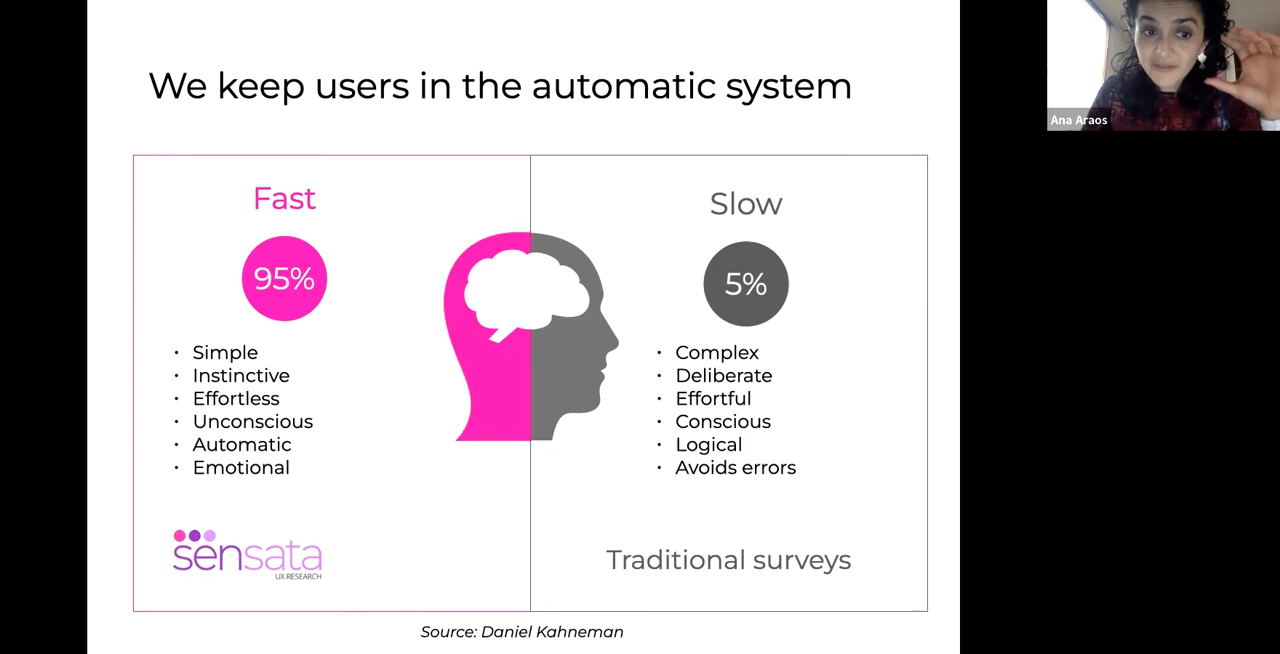 We keep users in the automatic system
Fast
95%
• Simple
• Instinctive
• Effortless
• Unconscious
• Automatic
• Emotional
sensata
UX RESEARCH
Slow
5%
• Complex
• Deliberate
• Effortful
• Conscious
• Logical
• Avoids errors
Traditional surveys
Source: Daniel Kahneman
Ana Araos